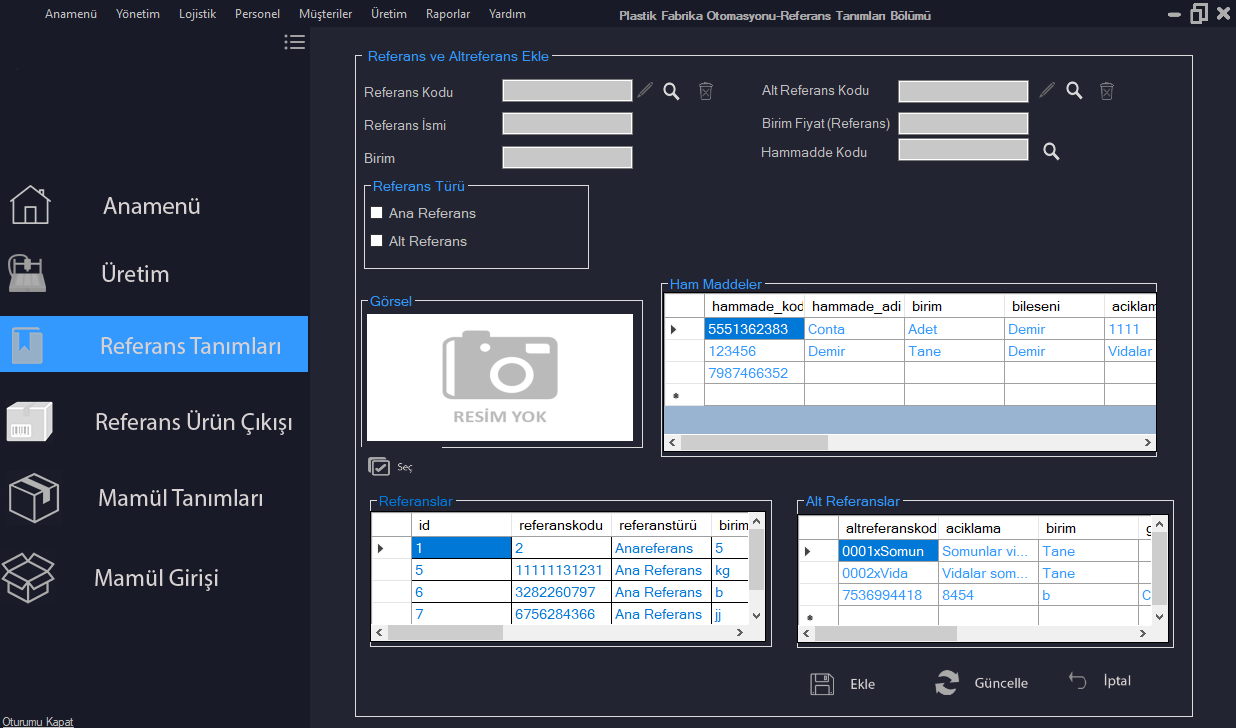 Anamenü Yönetim Lojistik Personel Müşteriler Üretim Raporlar Yardım Plastik Fabrika Otomasyonu-Referans Tanımları Bölümü
Anamenü
Üretim
Referans Tanımları
Referans Ürün Çıkışı
Mamül Tanımları
Mamül Girişi
Oturumu Kapat
Referans ve Altreferans Ekle
Referans Kodu
Referans İsmi
Birim
Alt Referans Kodu
Birim Fiyat (Referans)
Hammadde Kodu
Referans Türü
Ana Referans
Alt Referans
Görsel
RESİM YOK
Seç
Ham Maddeler
hammade_kod hammade_adi birim bileseni aciklam
5551362383 Conta Adet Demir 1111
123456 Demir Tane Demir Vidalar
7987466352
Referanslar
id referanskodu referanstürü birim
1 2 Anareferans 5
5 11111131231 Ana Referans kg
6 3282260797 Ana Referans b
7 6756284366 Ana Referans jj
Alt Referanslar
altreferanskod aciklama birim g
0001xSomun Somunlar vi... Tane
0002xVida Vidalar som... Tane
7536994418 8454 b C
Ekle Güncelle İptal